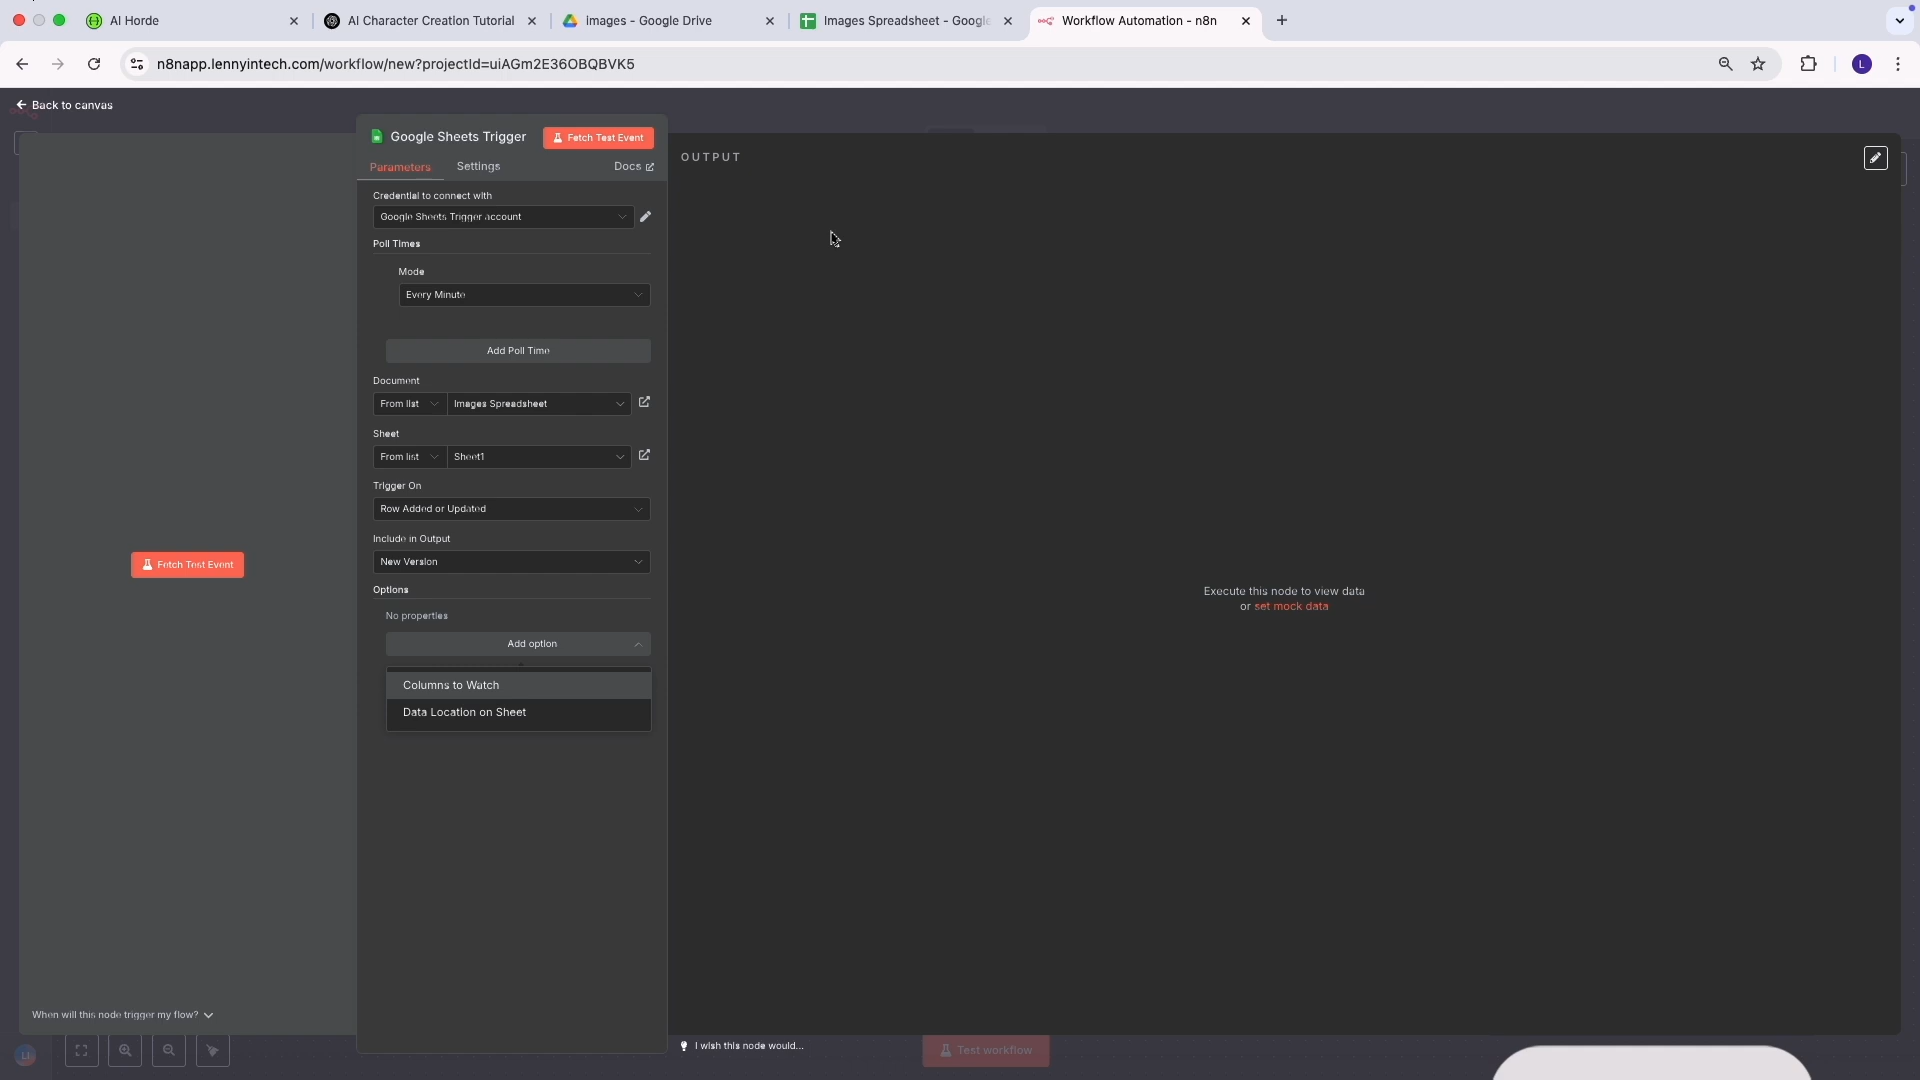 AI Horde
AI Character Creation Tutorial
Images - Google Drive
Images Spreadsheet - Google
Workflow Automation - n8n
n8napp.lennyintech.com/workflow/new?projectId=uiAGm2E36OBQBVK5
L
Back to canvas
Google Sheets Trigger
Fetch Test Event
Parameters
Settings
Docs
OUTPUT
Credential to connect with
Google Sheets Trigger account
Poll Times
Mode
Every Minute
Add Poll Time
Document
From list
Images Spreadsheet
Sheet
From list
Sheet1
Trigger On
Row Added or Updated
Include in Output
New Version
Fetch Test Event
Options
No properties
Execute this node to view data
or set mock data
Add option
Columns to Watch
Data Location on Sheet
When will this node trigger my flow?
I wish this node would...
Test workflow